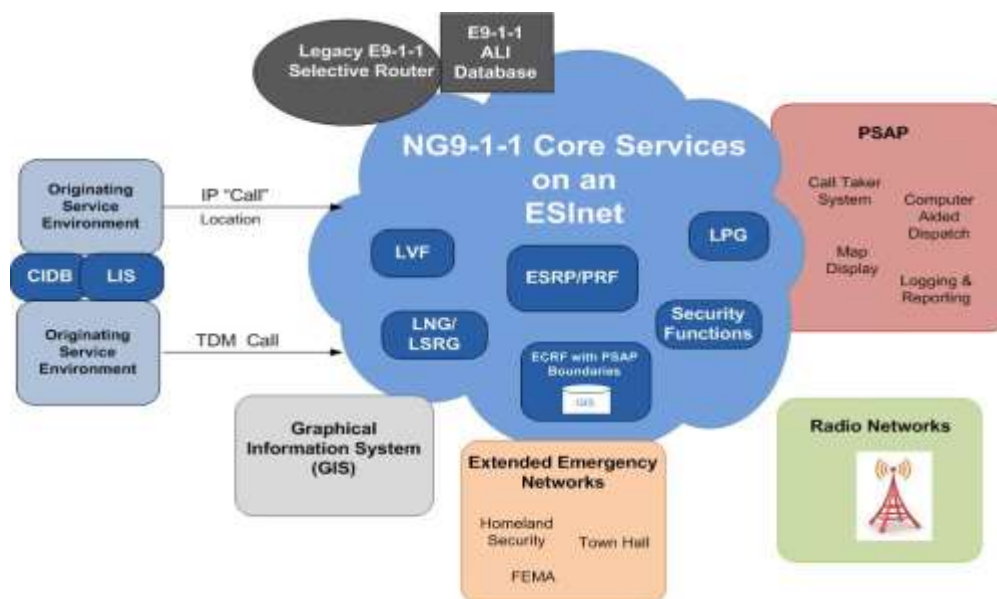 Legacy E9-1-1
Selective Router
E9-1-1
ALI
Database
NG9-1-1 Core Services
on an
ESInet
PSAP
Call Taker
System
Computer
Aided
Dispatch
Map
Display
Logging &
Reporting
Originating
Service
Environment
IP "Call"
Location
CIDB
LIS
Originating
Service
Environment
TDM Call
LVF
LPG
ESRP/PRF
LNG/
LSRG
Security
Functions
ECRF with PSAP
Boundaries
GIS
Graphical
Information System
(GIS)
Extended Emergency
Networks
Homeland
Security
Town Hall
FEMA
Radio Networks